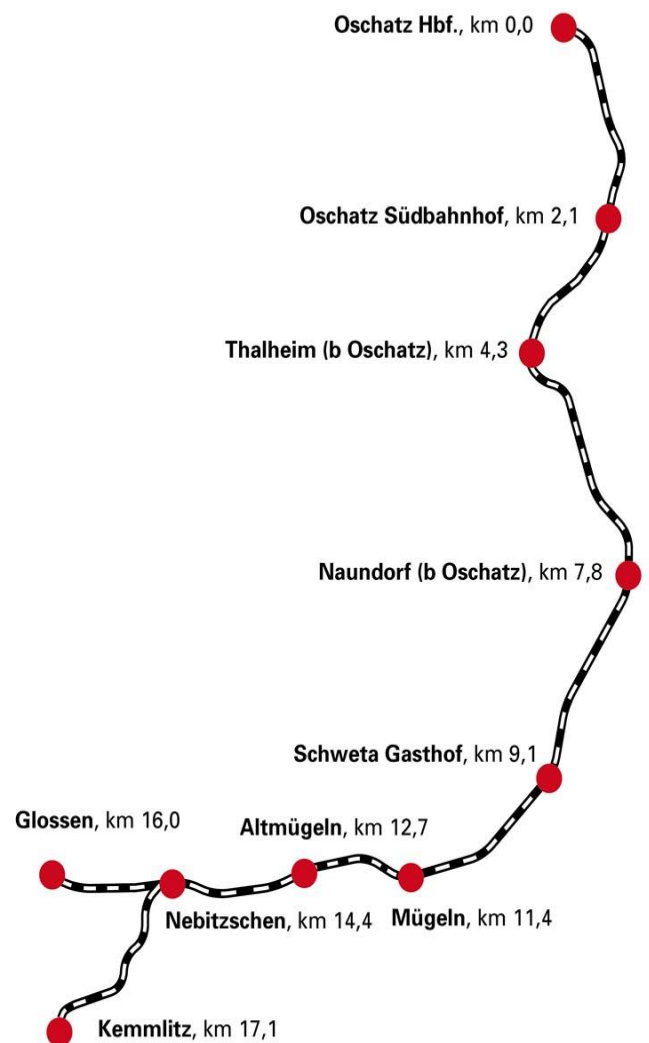 Oschatz Hbf., km 0,0
Oschatz Südbahnhof, km 2,1
Thalheim (b Oschatz), km 4,3
Naundorf (b Oschatz), km 7,8
Schweta Gasthof, km 9,1
Glossen, km 16,0
Altmügeln, km 12,7
Nebitzschen, km 14,4
Mügeln, km 11,4
Kemmlitz, km 17,1